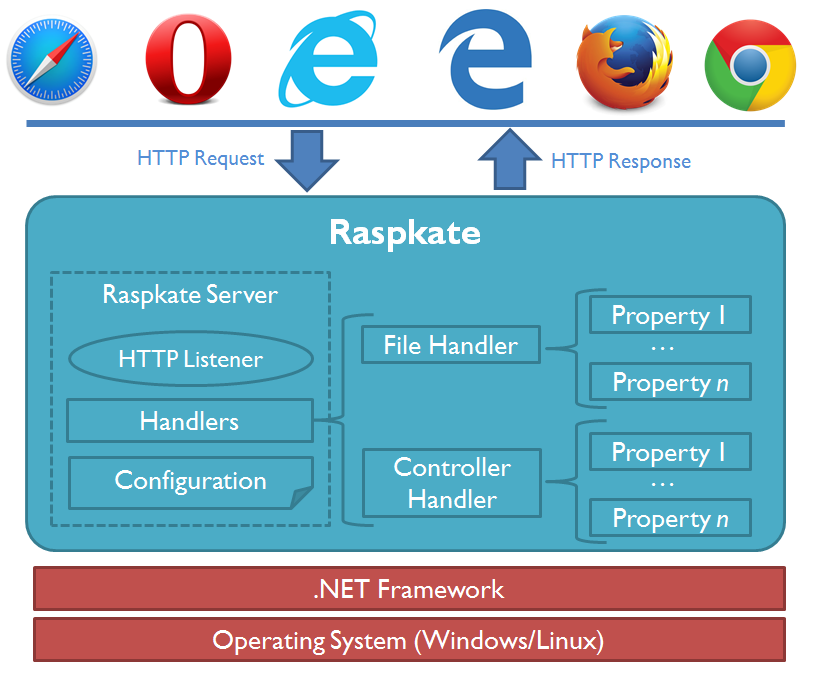 HTTP Request
HTTP Response
Raspkate
Raspkate Server
HTTP Listener
Handlers
Configuration
File Handler
Controller
Handler
Property 1
...
Property n
Property 1
...
Property n
.NET Framework
Operating System (Windows/Linux)